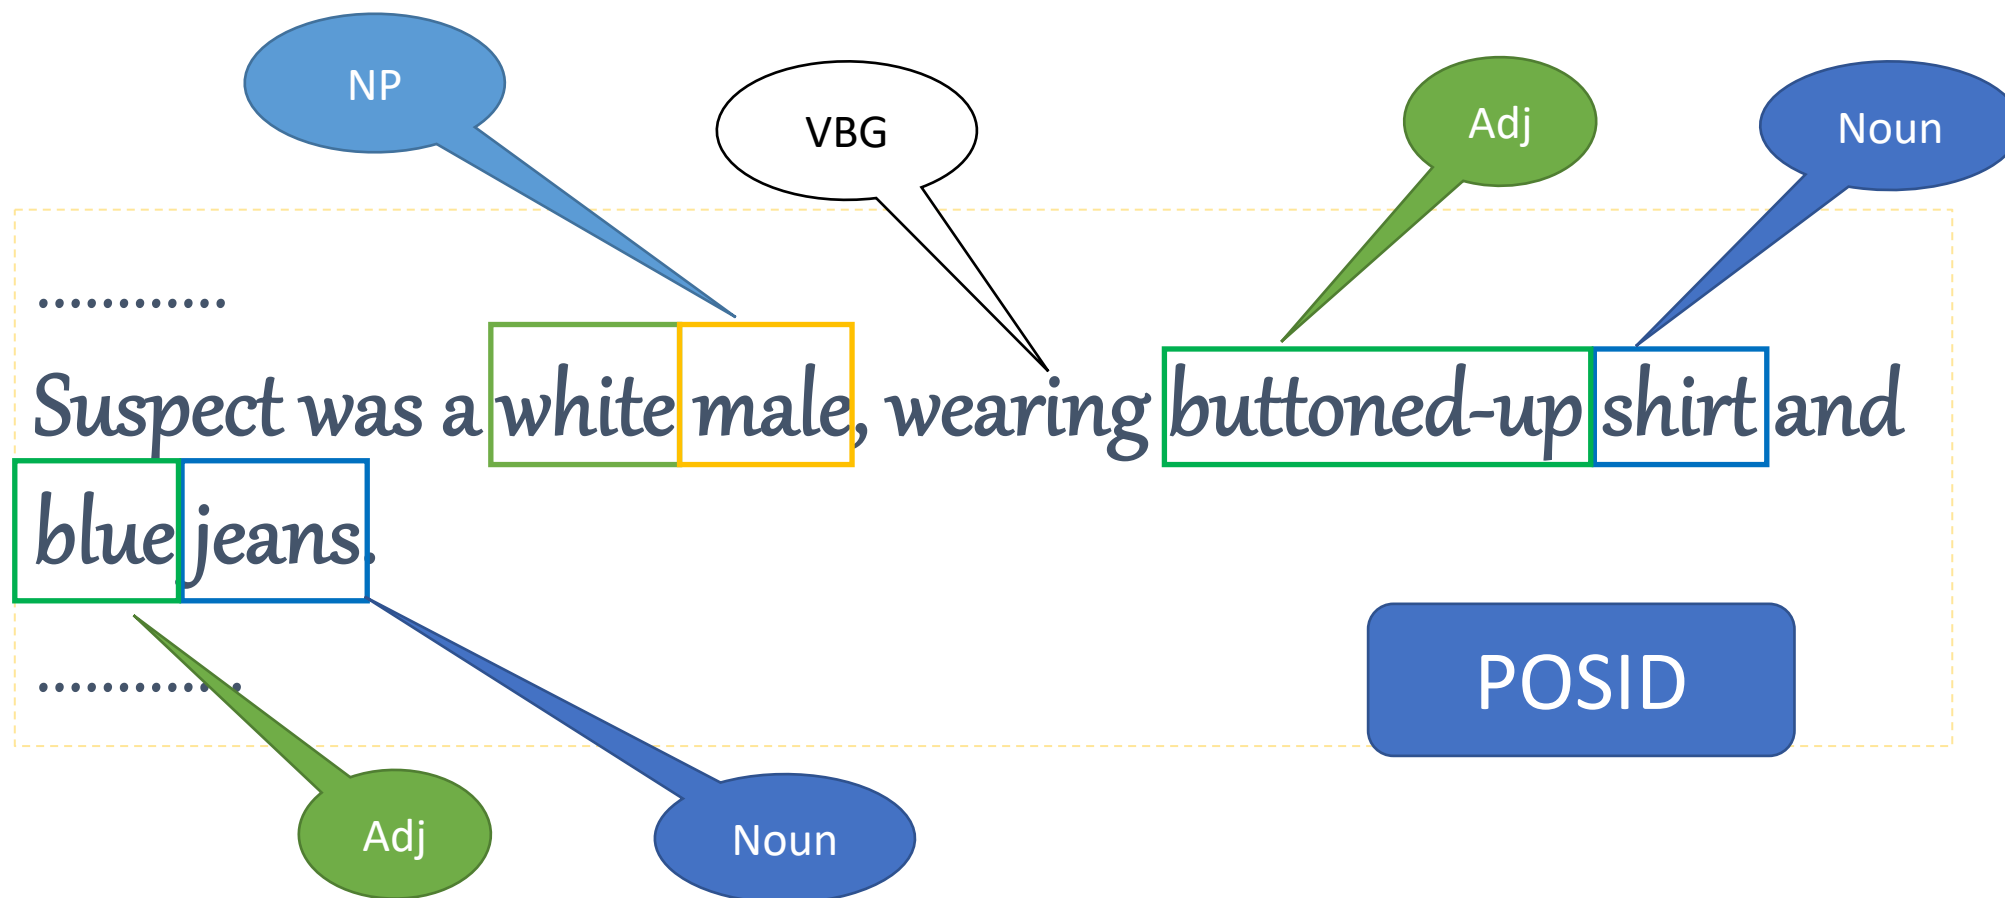 NP
VBG
Adj
Noun
............
Suspect was a white male, wearing buttoned-up shirt and
blue jeans.
.............
POSID
Adj
Noun